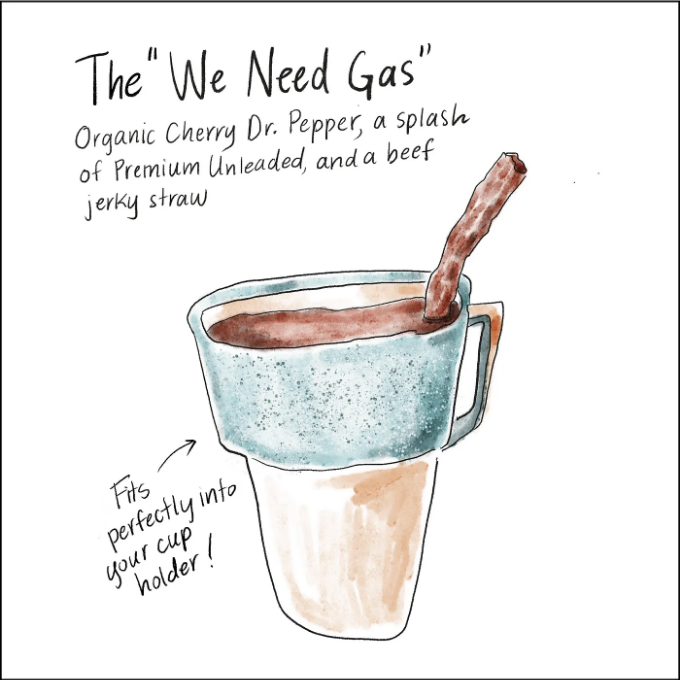 The "We Need Gas"
Organic Cherry Dr. Pepper, a splash
of Premium Unleaded, and a beef
jerky straw
Fits
perfectly into
your cup
holder!